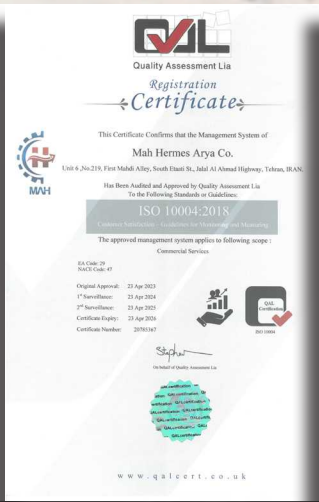 QAL
Quality Assessment Lia
Registration
Certificate
This Certificate Confirms that the Management System of
Mah Hermes Arya Co.
Unit 6 ,No.219, First Mahdi Alley, South Etasti St., Jalal Al Ahmad Highway, Tehran, IRAN.
MAH
Has Been Audited and Approved by Quality Assessment Lia
To the Following Standards or Guidelines:
ISO 10004:2018
Customer Satisfaction - Guidelines for Monitoring and Measuring
The approved management system applies to following scope :
Commercial Services
EA Code: 29
NACE Code: 47
Original Approval: 23 Apr 2023
1st Surveillance: 23 Apr 2024
2nd Surveillance: 23 Apr 2025
Certificate Expiry: 23 Apr 2026
Certificate Number: 20705367
QAL
Certification
ISO 10004
Stephen
On behalf of Quality Assessment Lia
QALcertification
www.qalcert.co.uk